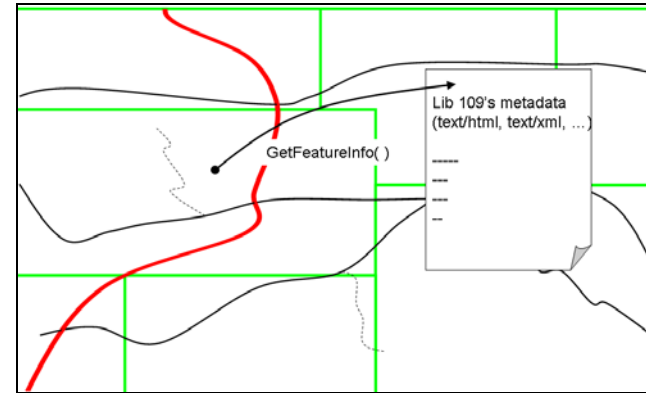 Lib 109's metadata
(text/html, text/xml, ...)
GetFeatureInfo( )
-----
---
---
--